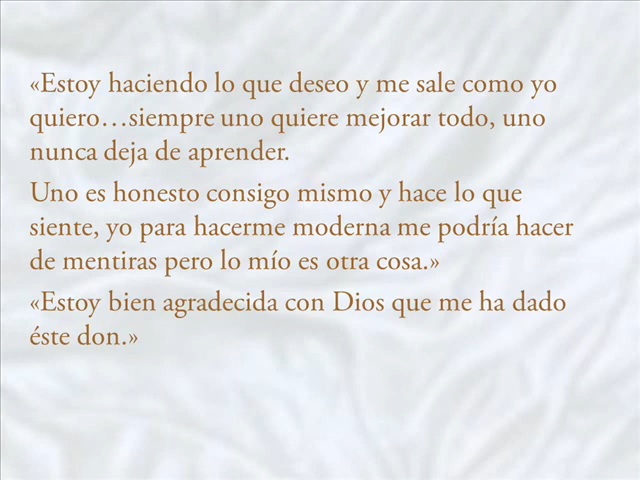 «Estoy haciendo lo que deseo y me sale como yo
quiero…siempre uno quiere mejorar todo, uno
nunca deja de aprender.
Uno es honesto consigo mismo y hace lo que
siente, yo para hacerme moderna me podría hacer
de mentiras pero lo mío es otra cosa.»
«Estoy bien agradecida con Dios que me ha dado
éste don.»